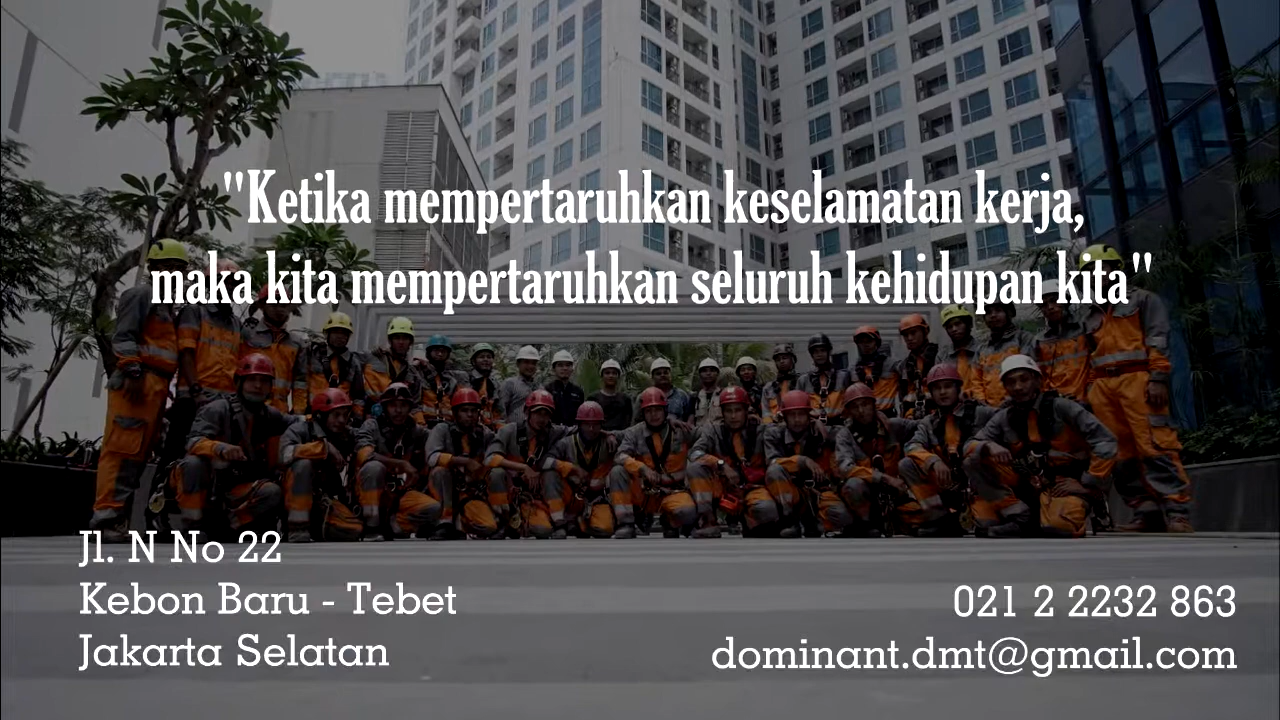 "Ketika mempertaruhkan keselamatan kerja,
maka kita mempertaruhkan seluruh kehidupan kita"
Jl. N No 22
Kebon Baru - Tebet
Jakarta Selatan
021 2 2232 863
dominant.dmt@gmail.com